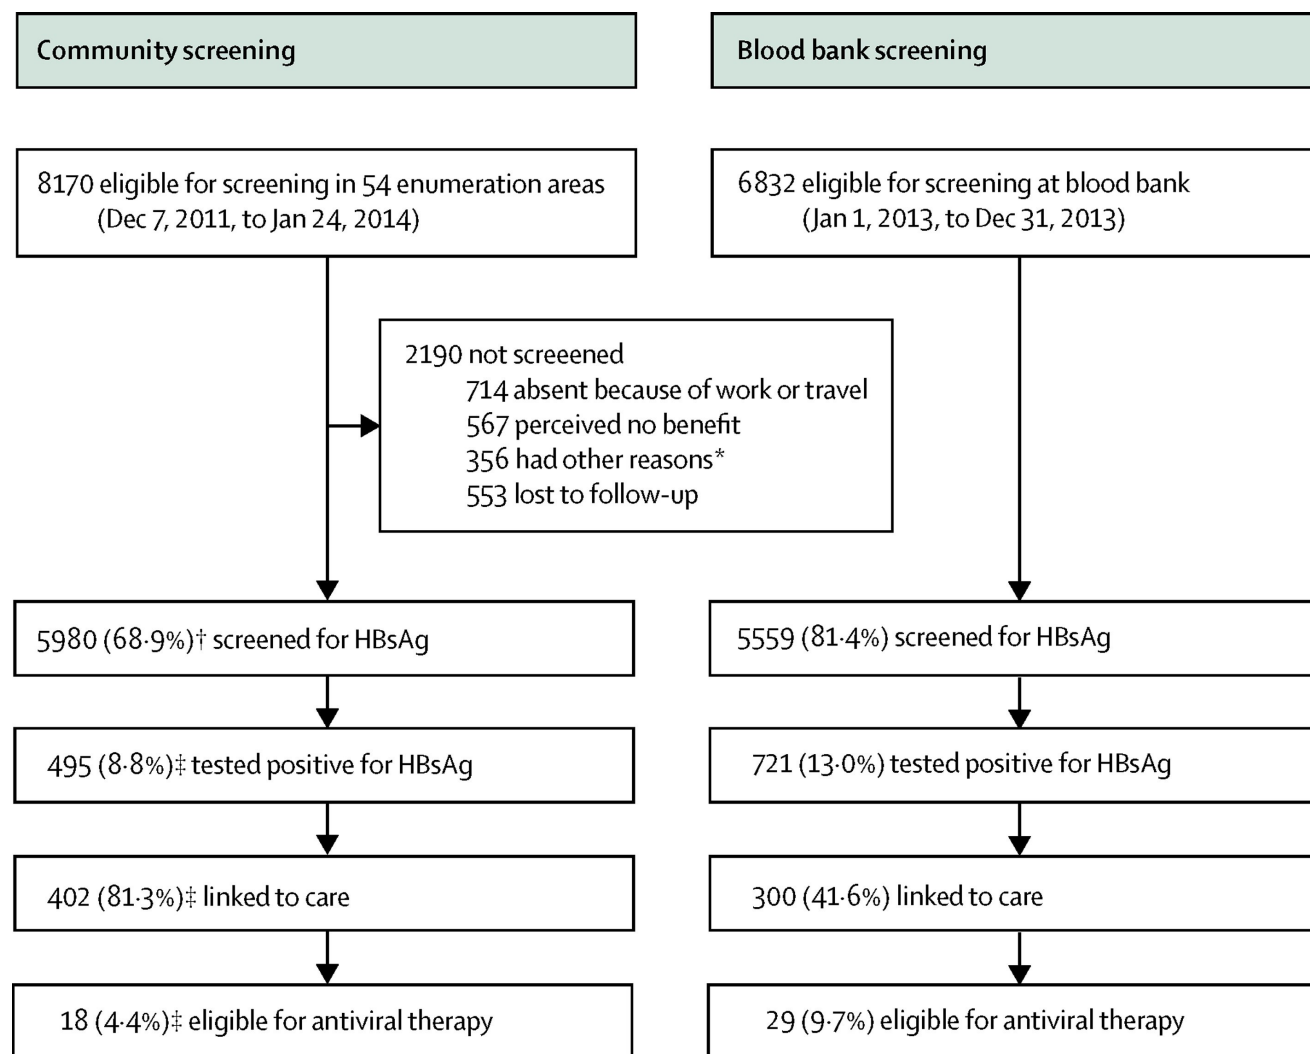 Community screening
Blood bank screening
8170 eligible for screening in 54 enumeration areas
(Dec 7, 2011, to Jan 24, 2014)
6832 eligible for screening at blood bank
(Jan 1, 2013, to Dec 31, 2013)
2190 not screeened
714 absent because of work or travel
567 perceived no benefit
356 had other reasons*
553 lost to follow-up
5980 (68·9%)† screened for HBsAg
5559 (81·4%) screened for HBsAg
495 (8·8%)‡ tested positive for HBsAg
721 (13·0%) tested positive for HBsAg
402 (81·3%)‡ linked to care
300 (41·6%) linked to care
18 (4·4%)‡ eligible for antiviral therapy
29 (9·7%) eligible for antiviral therapy